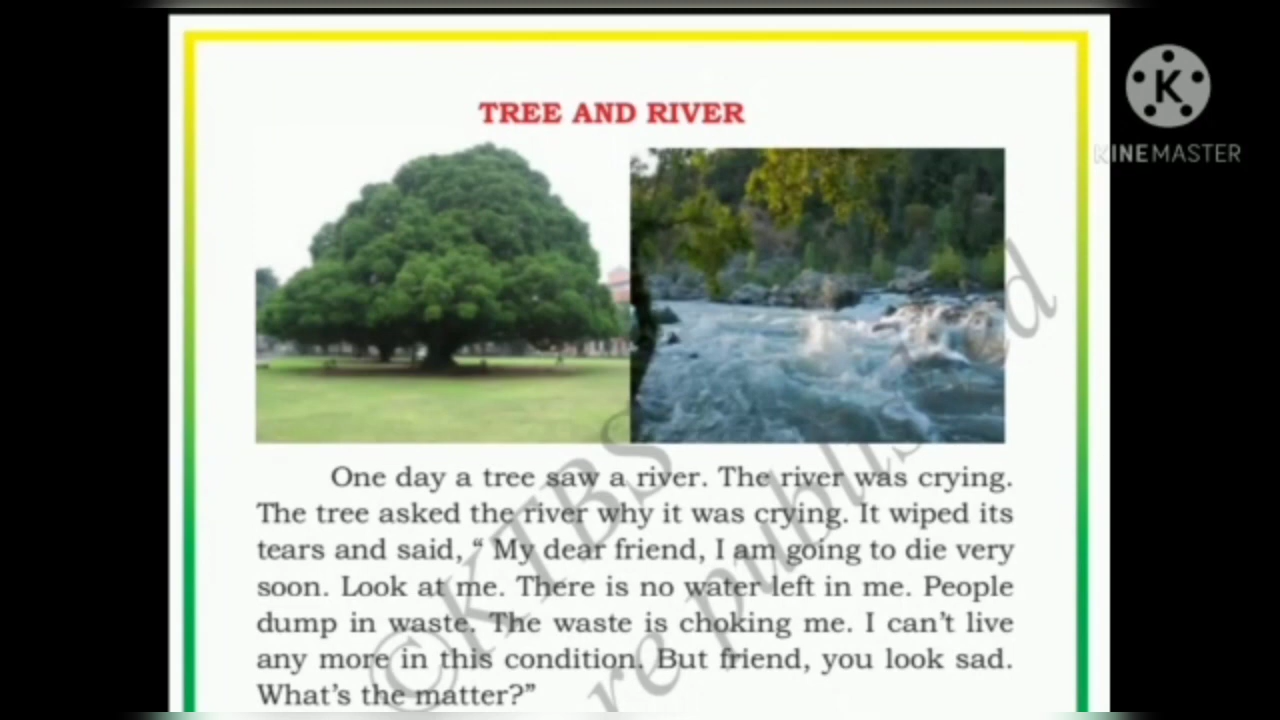 TREE AND RIVER
K
KINEMASTER
One day a tree saw a river. The river was crying.
The tree asked the river why it was crying. It wiped its
tears and said, “ My dear friend, I am going to die very
soon. Look at me. There is no water left in me. People
dump in waste. The waste is choking me. I can’t live
any more in this condition. But friend, you look sad.
What’s the matter?”
©KTBS
re publis d